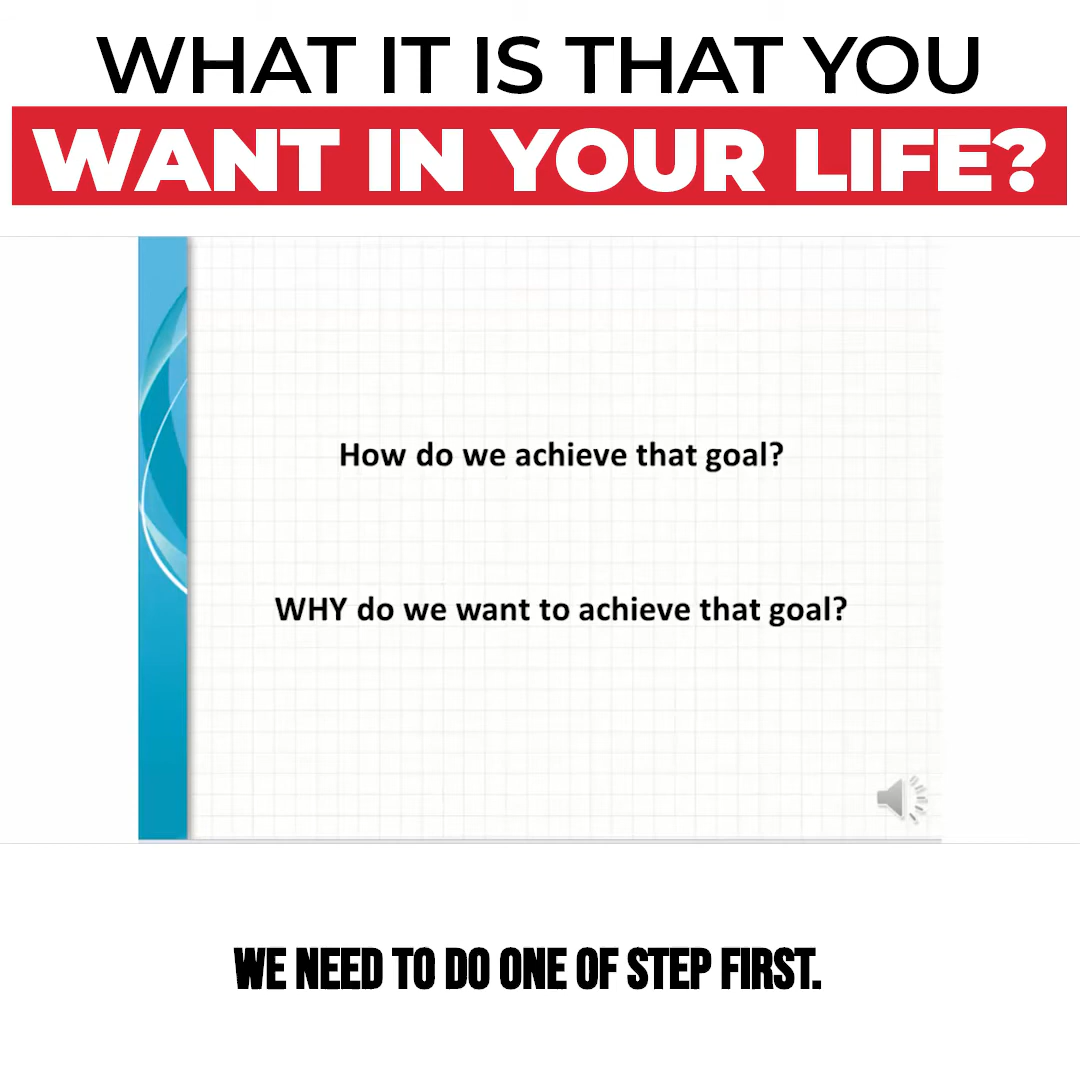 WHAT IT IS THAT YOU
WANT IN YOUR LIFE?
How do we achieve that goal?
WHY do we want to achieve that goal?
WE NEED TO DO ONE OF STEP FIRST.